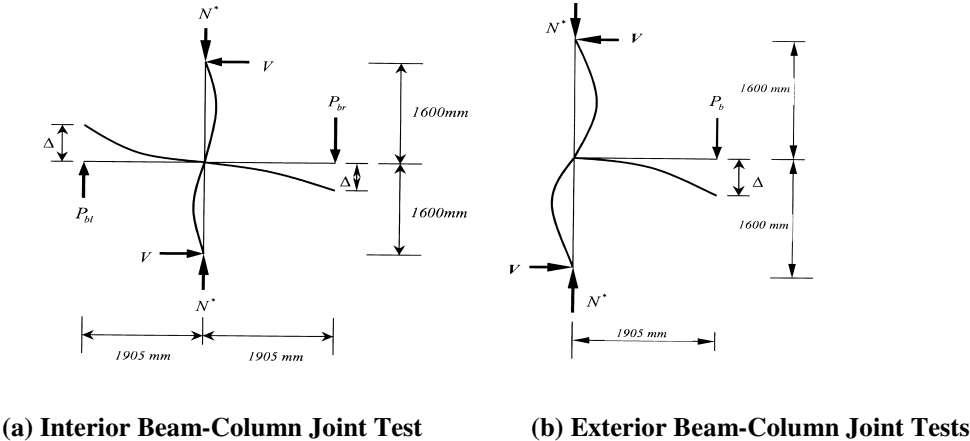 N*
V
P_br
1600mm
Δ
Δ
P_bl
1600mm
V
N*
1905 mm
1905 mm
(a) Interior Beam-Column Joint Test
N*
V
P_b
1600 mm
Δ
1600 mm
V
N*
1905 mm
(b) Exterior Beam-Column Joint Tests